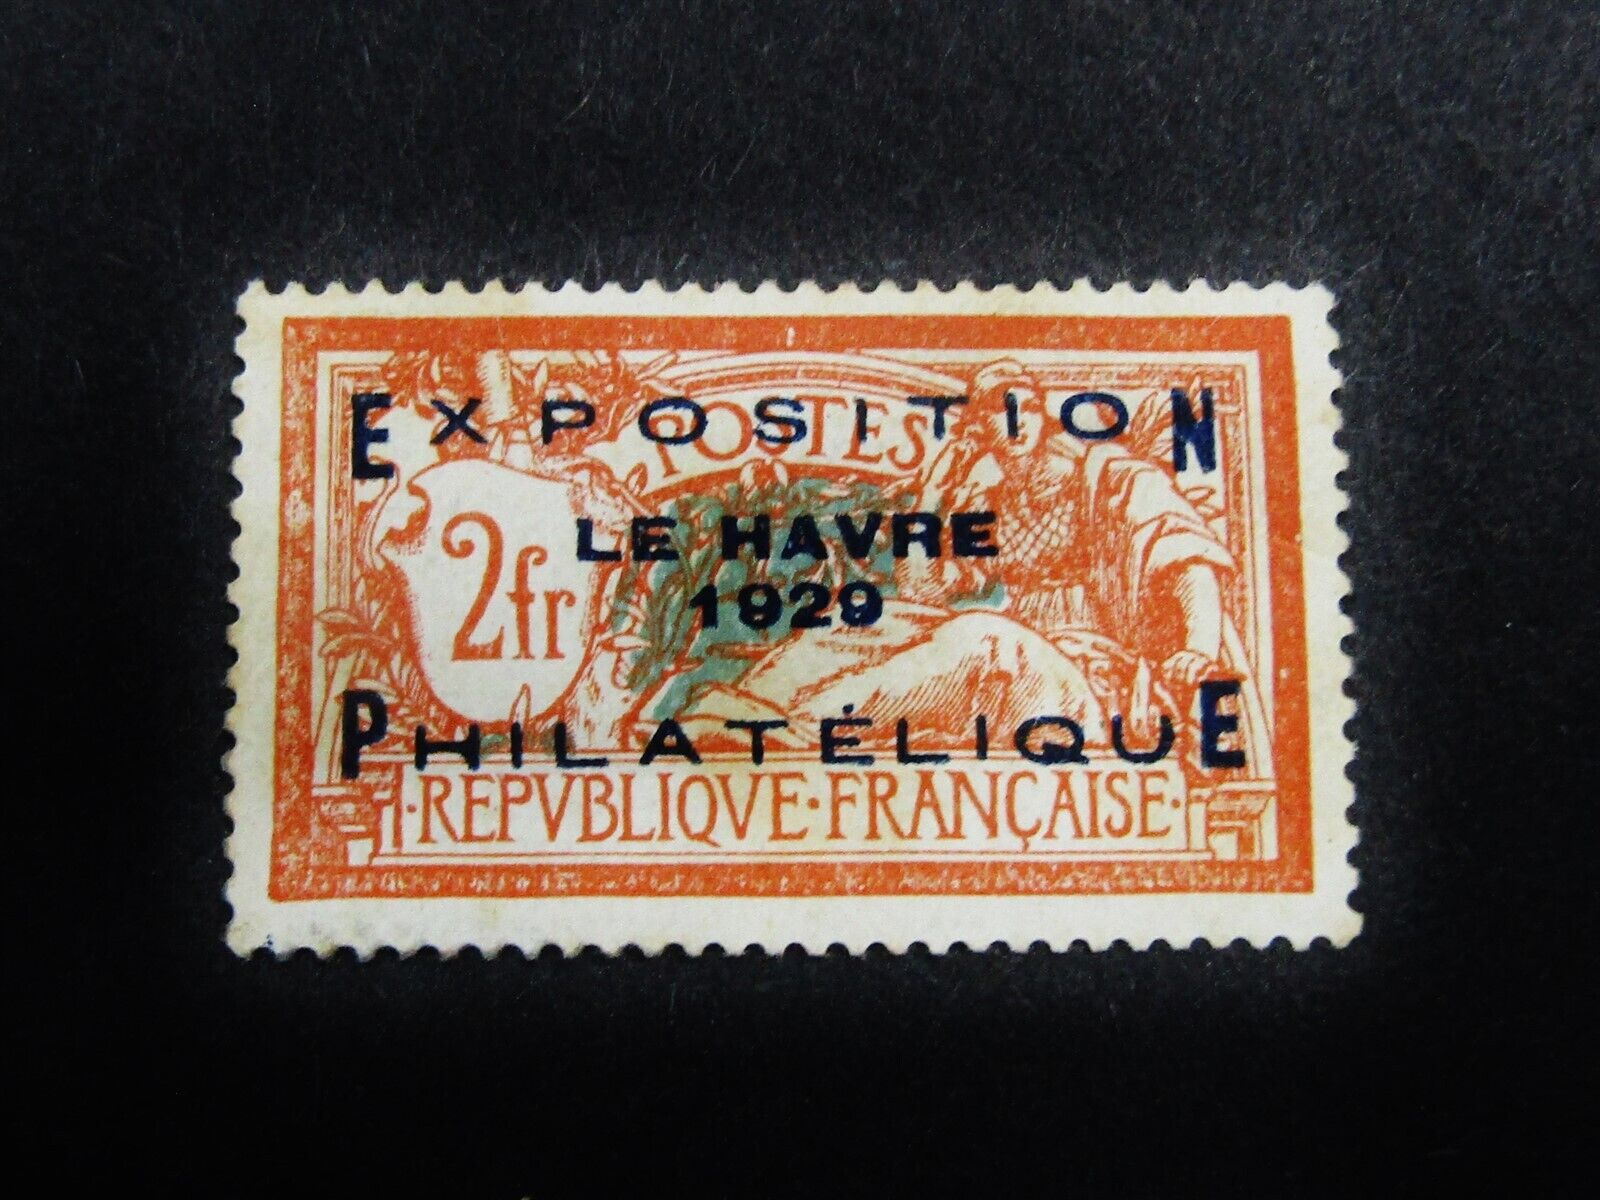 EXPOSITION
POSTES
LE HAVRE
2fr
1929
PHILATÉLIQUE
·REPVBLIQVE·FRANÇAISE·